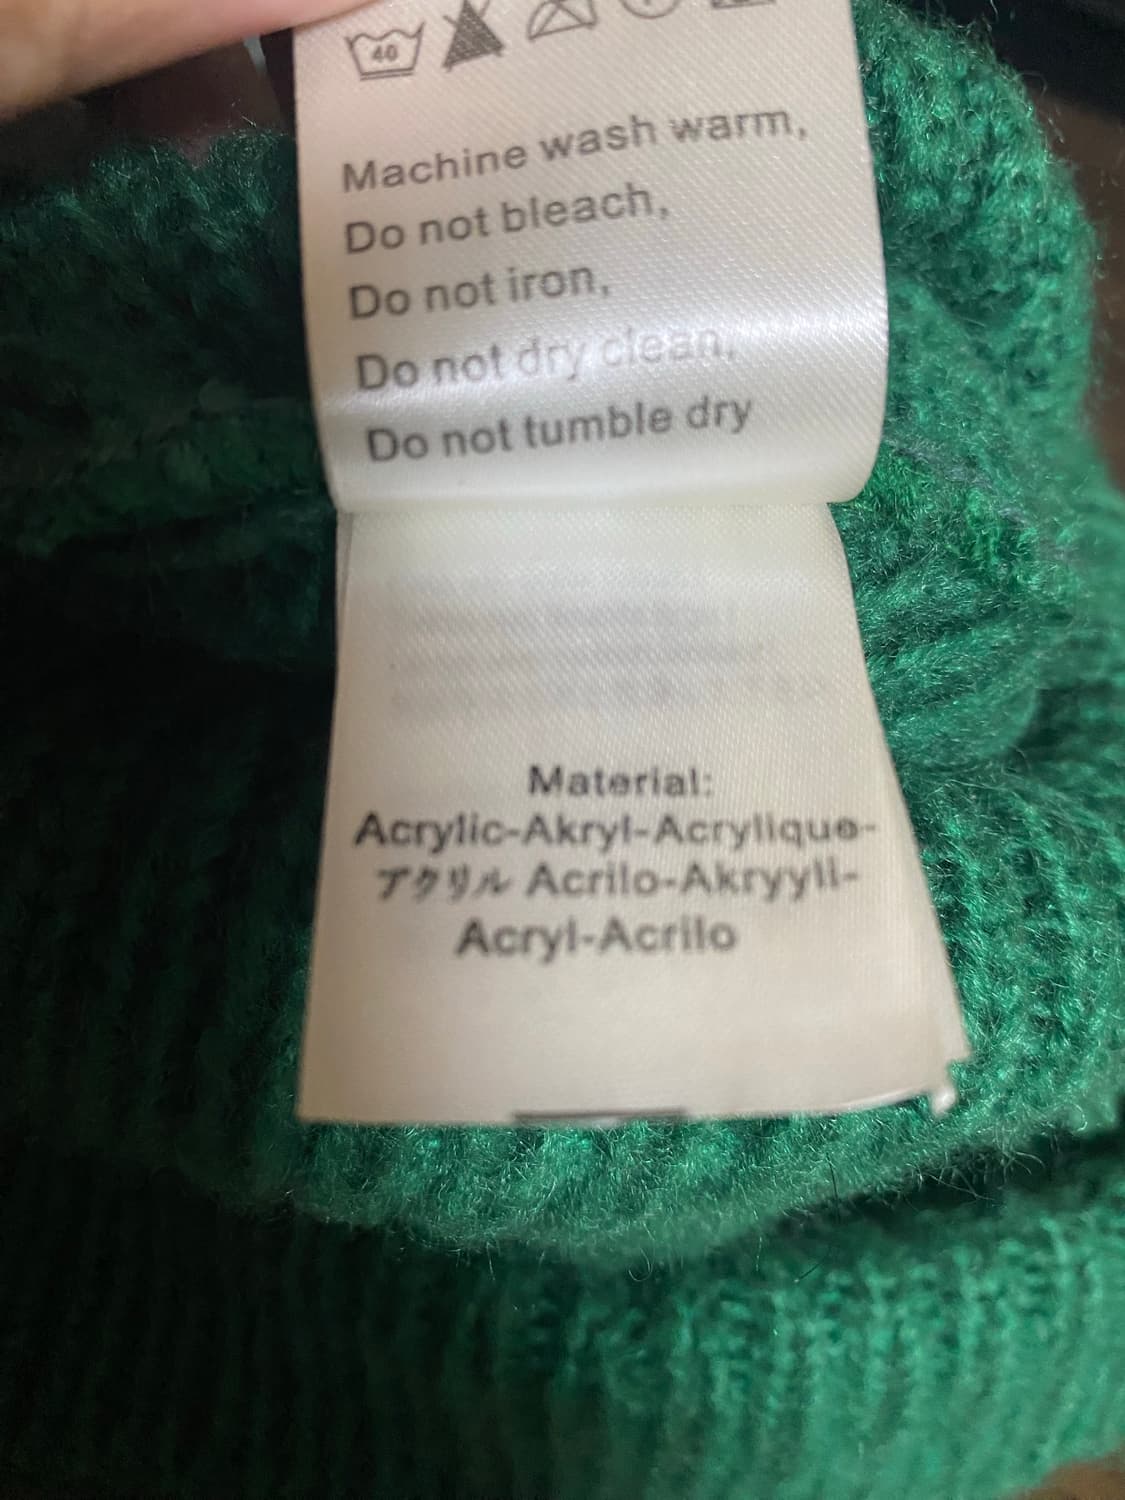 40
Machine wash warm,
Do not bleach,
Do not iron,
Do not dry clean,
Do not tumble dry
Material:
Acrylic-Akryl-Acrylique-
アクリル Acrilo-Akryyli-
Acryl-Acrilo